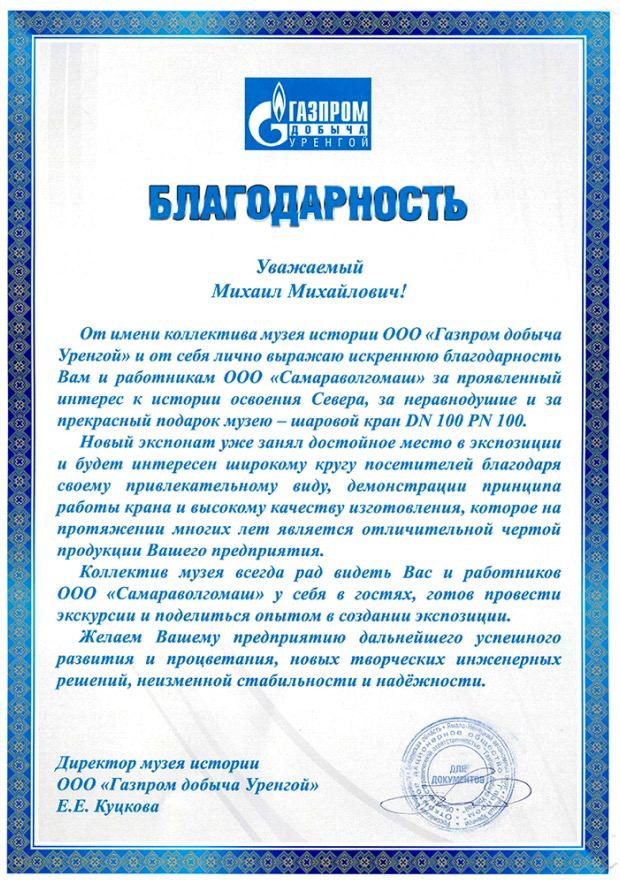 ГАЗПРОМ
ДОБЫЧА
УРЕНГОЙ
БЛАГОДАРНОСТЬ
Уважаемый
Михаил Михайлович!
От имени коллектива музея истории ООО «Газпром добыча
Уренгой» и от себя лично выражаю искреннюю благодарность
Вам и работникам ООО «Самараволгомаш» за проявленный
интерес к истории освоения Севера, за неравнодушие и за
прекрасный подарок музею – шаровой кран DN 100 PN 100.
Новый экспонат уже занял достойное место в экспозиции
и будет интересен широкому кругу посетителей благодаря
своему привлекательному виду, демонстрации принципа
работы крана и высокому качеству изготовления, которое на
протяжении многих лет является отличительной чертой
продукции Вашего предприятия.
Коллектив музея всегда рад видеть Вас и работников
ООО «Самараволгомаш» у себя в гостях, готов провести
экскурсии и поделиться опытом в создании экспозиции.
Желаем Вашему предприятию дальнейшего успешного
развития и процветания, новых творческих инженерных
решений, неизменной стабильности и надёжности.
Директор музея истории
ООО «Газпром добыча Уренгой»
Е.Е. Куцкова
ДЛЯ
ДОКУМЕНТОВ